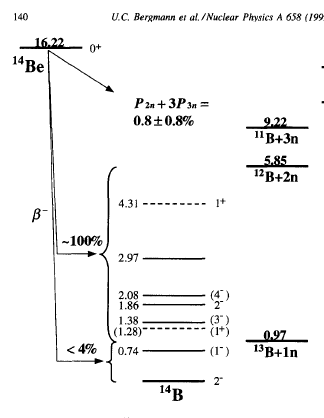 140 U.C. Bergmann et al. / Nuclear Physics A 658 (199
16.22 0+
¹⁴Be
P₂ₙ + 3P₃ₙ =
0.8 ± 0.8%
9.22
¹¹B+3n
5.85
¹²B+2n
4.31 1⁺
β⁻
~100%
2.97
2.08 (4⁻)
1.86 2⁻
1.38 (3⁻)
(1.28) (1⁺)
0.97
¹³B+1n
< 4%
0.74 (1⁻)
2⁻
¹⁴B